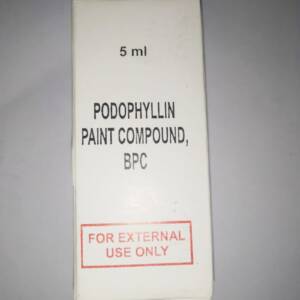 5 ml
PODOPHYLLIN
PAINT COMPOUND,
BPC
FOR EXTERNAL
USE ONLY